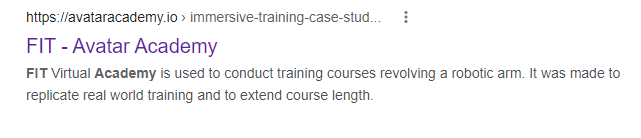 https://avataracademy.io › immersive-training-case-stud...
FIT - Avatar Academy
FIT Virtual Academy is used to conduct training courses revolving a robotic arm. It was made to
replicate real world training and to extend course length.